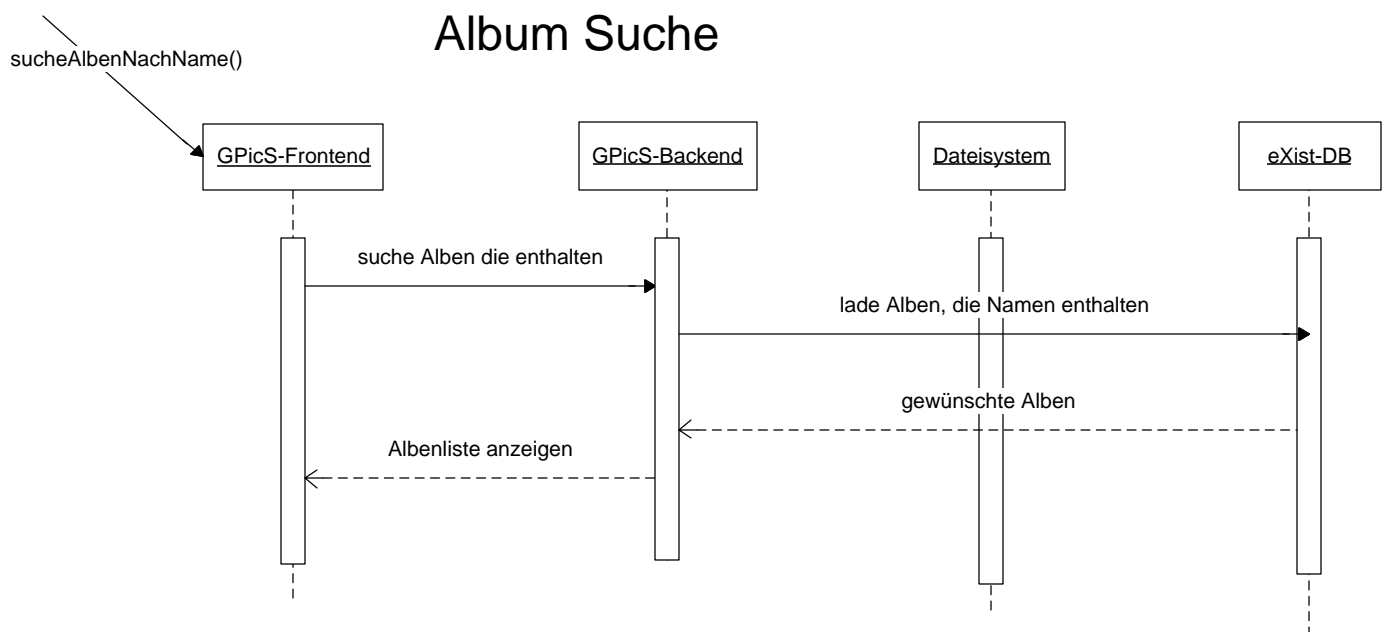 Album Suche
sucheAlbenNachName()
GPicS-Frontend
GPicS-Backend
Dateisystem
eXist-DB
suche Alben die enthalten
lade Alben, die Namen enthalten
gewünschte Alben
Albenliste anzeigen